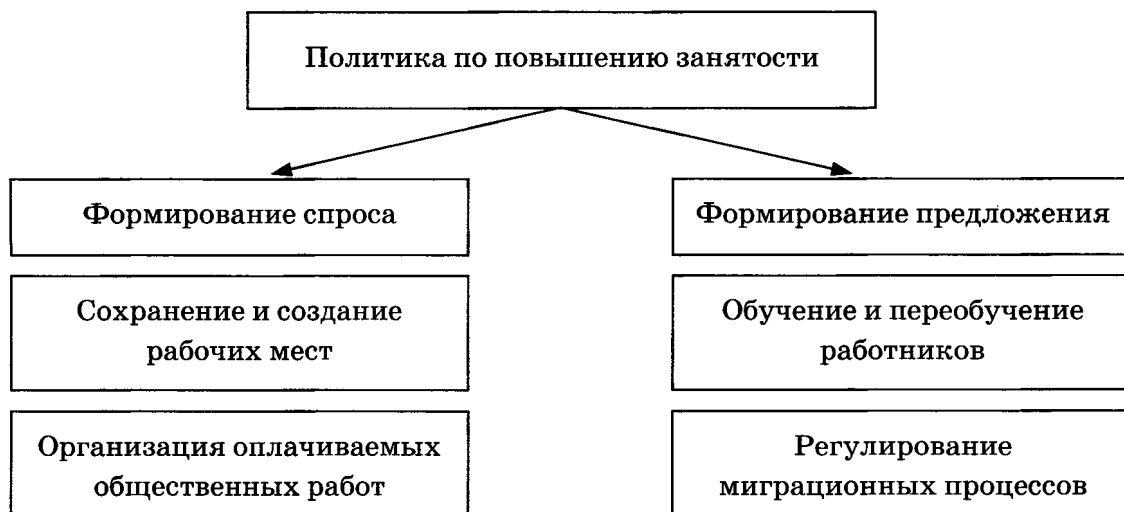 Политика по повышению занятости
Формирование спроса
Формирование предложения
Сохранение и создание
рабочих мест
Обучение и переобучение
работников
Организация оплачиваемых
общественных работ
Регулирование
миграционных процессов